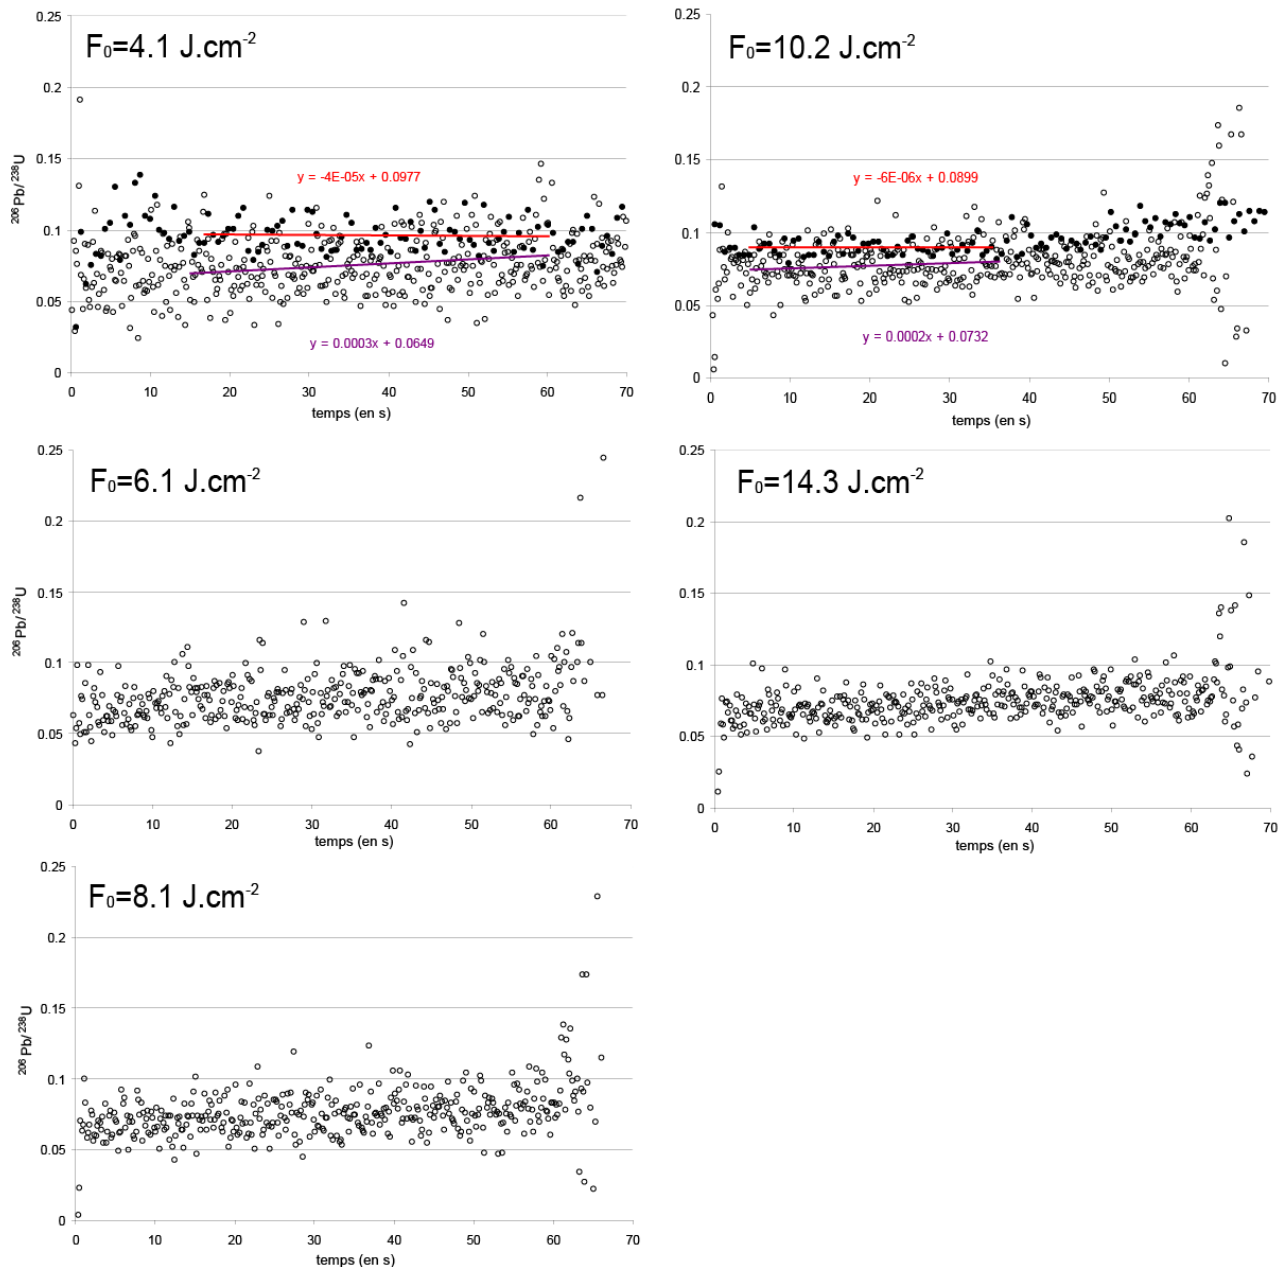 F₀=4.1 J.cm⁻²
0.25
0.2
0.15
0.1
0.05
0
²⁰⁶Pb/²³⁸U
y = -4E-05x + 0.0977
y = 0.0003x + 0.0649
0 10 20 30 40 50 60 70
temps (en s)
F₀=10.2 J.cm⁻²
0.25
0.2
0.15
0.1
0.05
0
y = -6E-06x + 0.0899
y = 0.0002x + 0.0732
0 10 20 30 40 50 60 70
temps (en s)
F₀=6.1 J.cm⁻²
0.25
0.2
0.15
0.1
0.05
0
²⁰⁶Pb/²³⁸U
0 10 20 30 40 50 60 70
temps (en s)
F₀=14.3 J.cm⁻²
0.25
0.2
0.15
0.1
0.05
0
0 10 20 30 40 50 60 70
temps (en s)
F₀=8.1 J.cm⁻²
0.25
0.2
0.15
0.1
0.05
0
²⁰⁶Pb/²³⁸U
0 10 20 30 40 50 60 70
temps (en s)